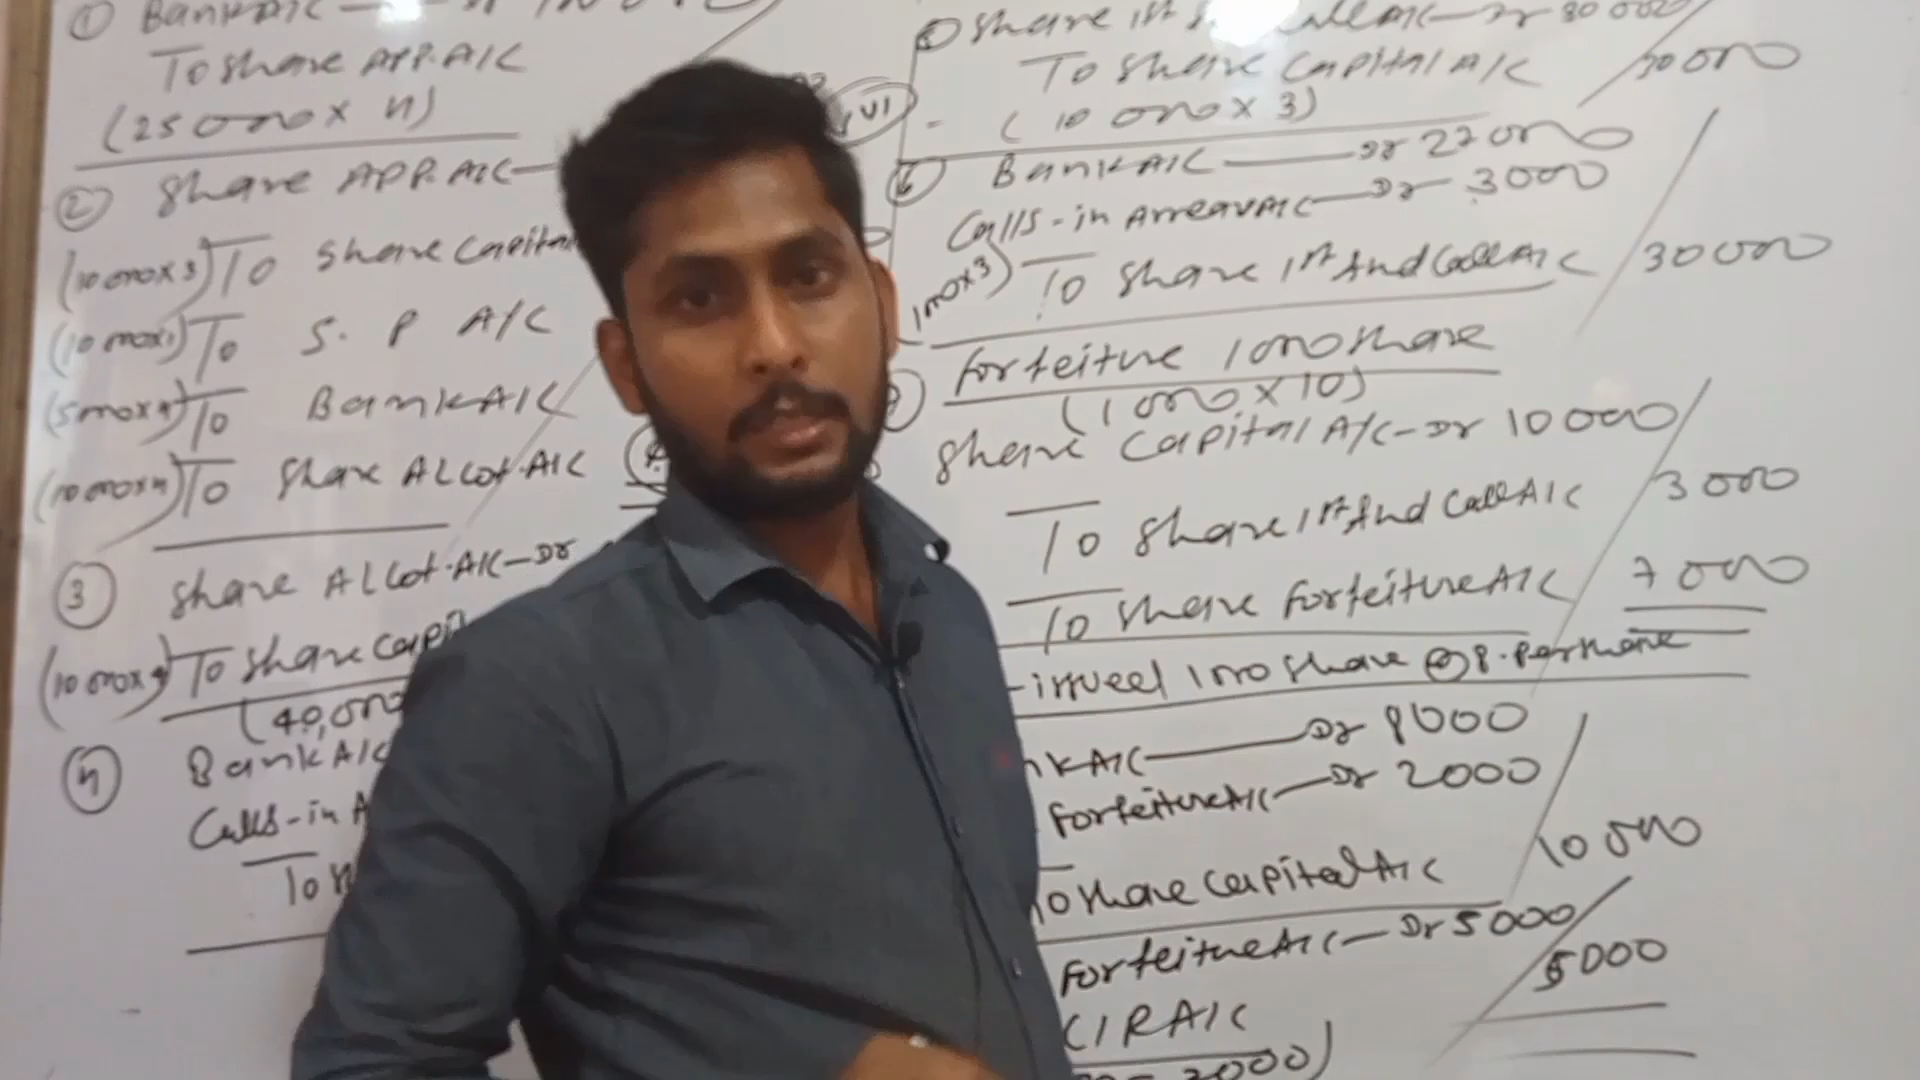 ① Bank A/C
To Share APP. A/C
(25000 x 4)
② Share APP. A/C
(10000x3) To Share Capital
(10000x1) To S. P A/C
(5000x4) To Bank A/C
(10000x4) To Share ALLot. A/C
③ Share ALLot. A/C — Dr
(10000x4) To Share Capit
(40,000
④ Bank A/C
Calls-in A
To
VI
Share 1st Call A/C — Dr 30000
To Share Capital A/C 30000
(10000 x 3)
⑥ Bank A/C — Dr 27000
Calls-in Arrear A/C — Dr 3000
(1000x3) To Share 1st And Call A/C 30000
Forfeiture 1000 Share
(1000 x 10)
Share Capital A/C — Dr 10000
To Share 1st And Call A/C 3000
To Share Forfeiture A/C 7000
issued 1000 Share @ 8. Per Share
nk A/C — Dr 8000
Forfeiture A/C — Dr 2000
To Share Capital A/C 10000
Forfeiture A/C — Dr 5000
C/R A/C 5000
- 2000)